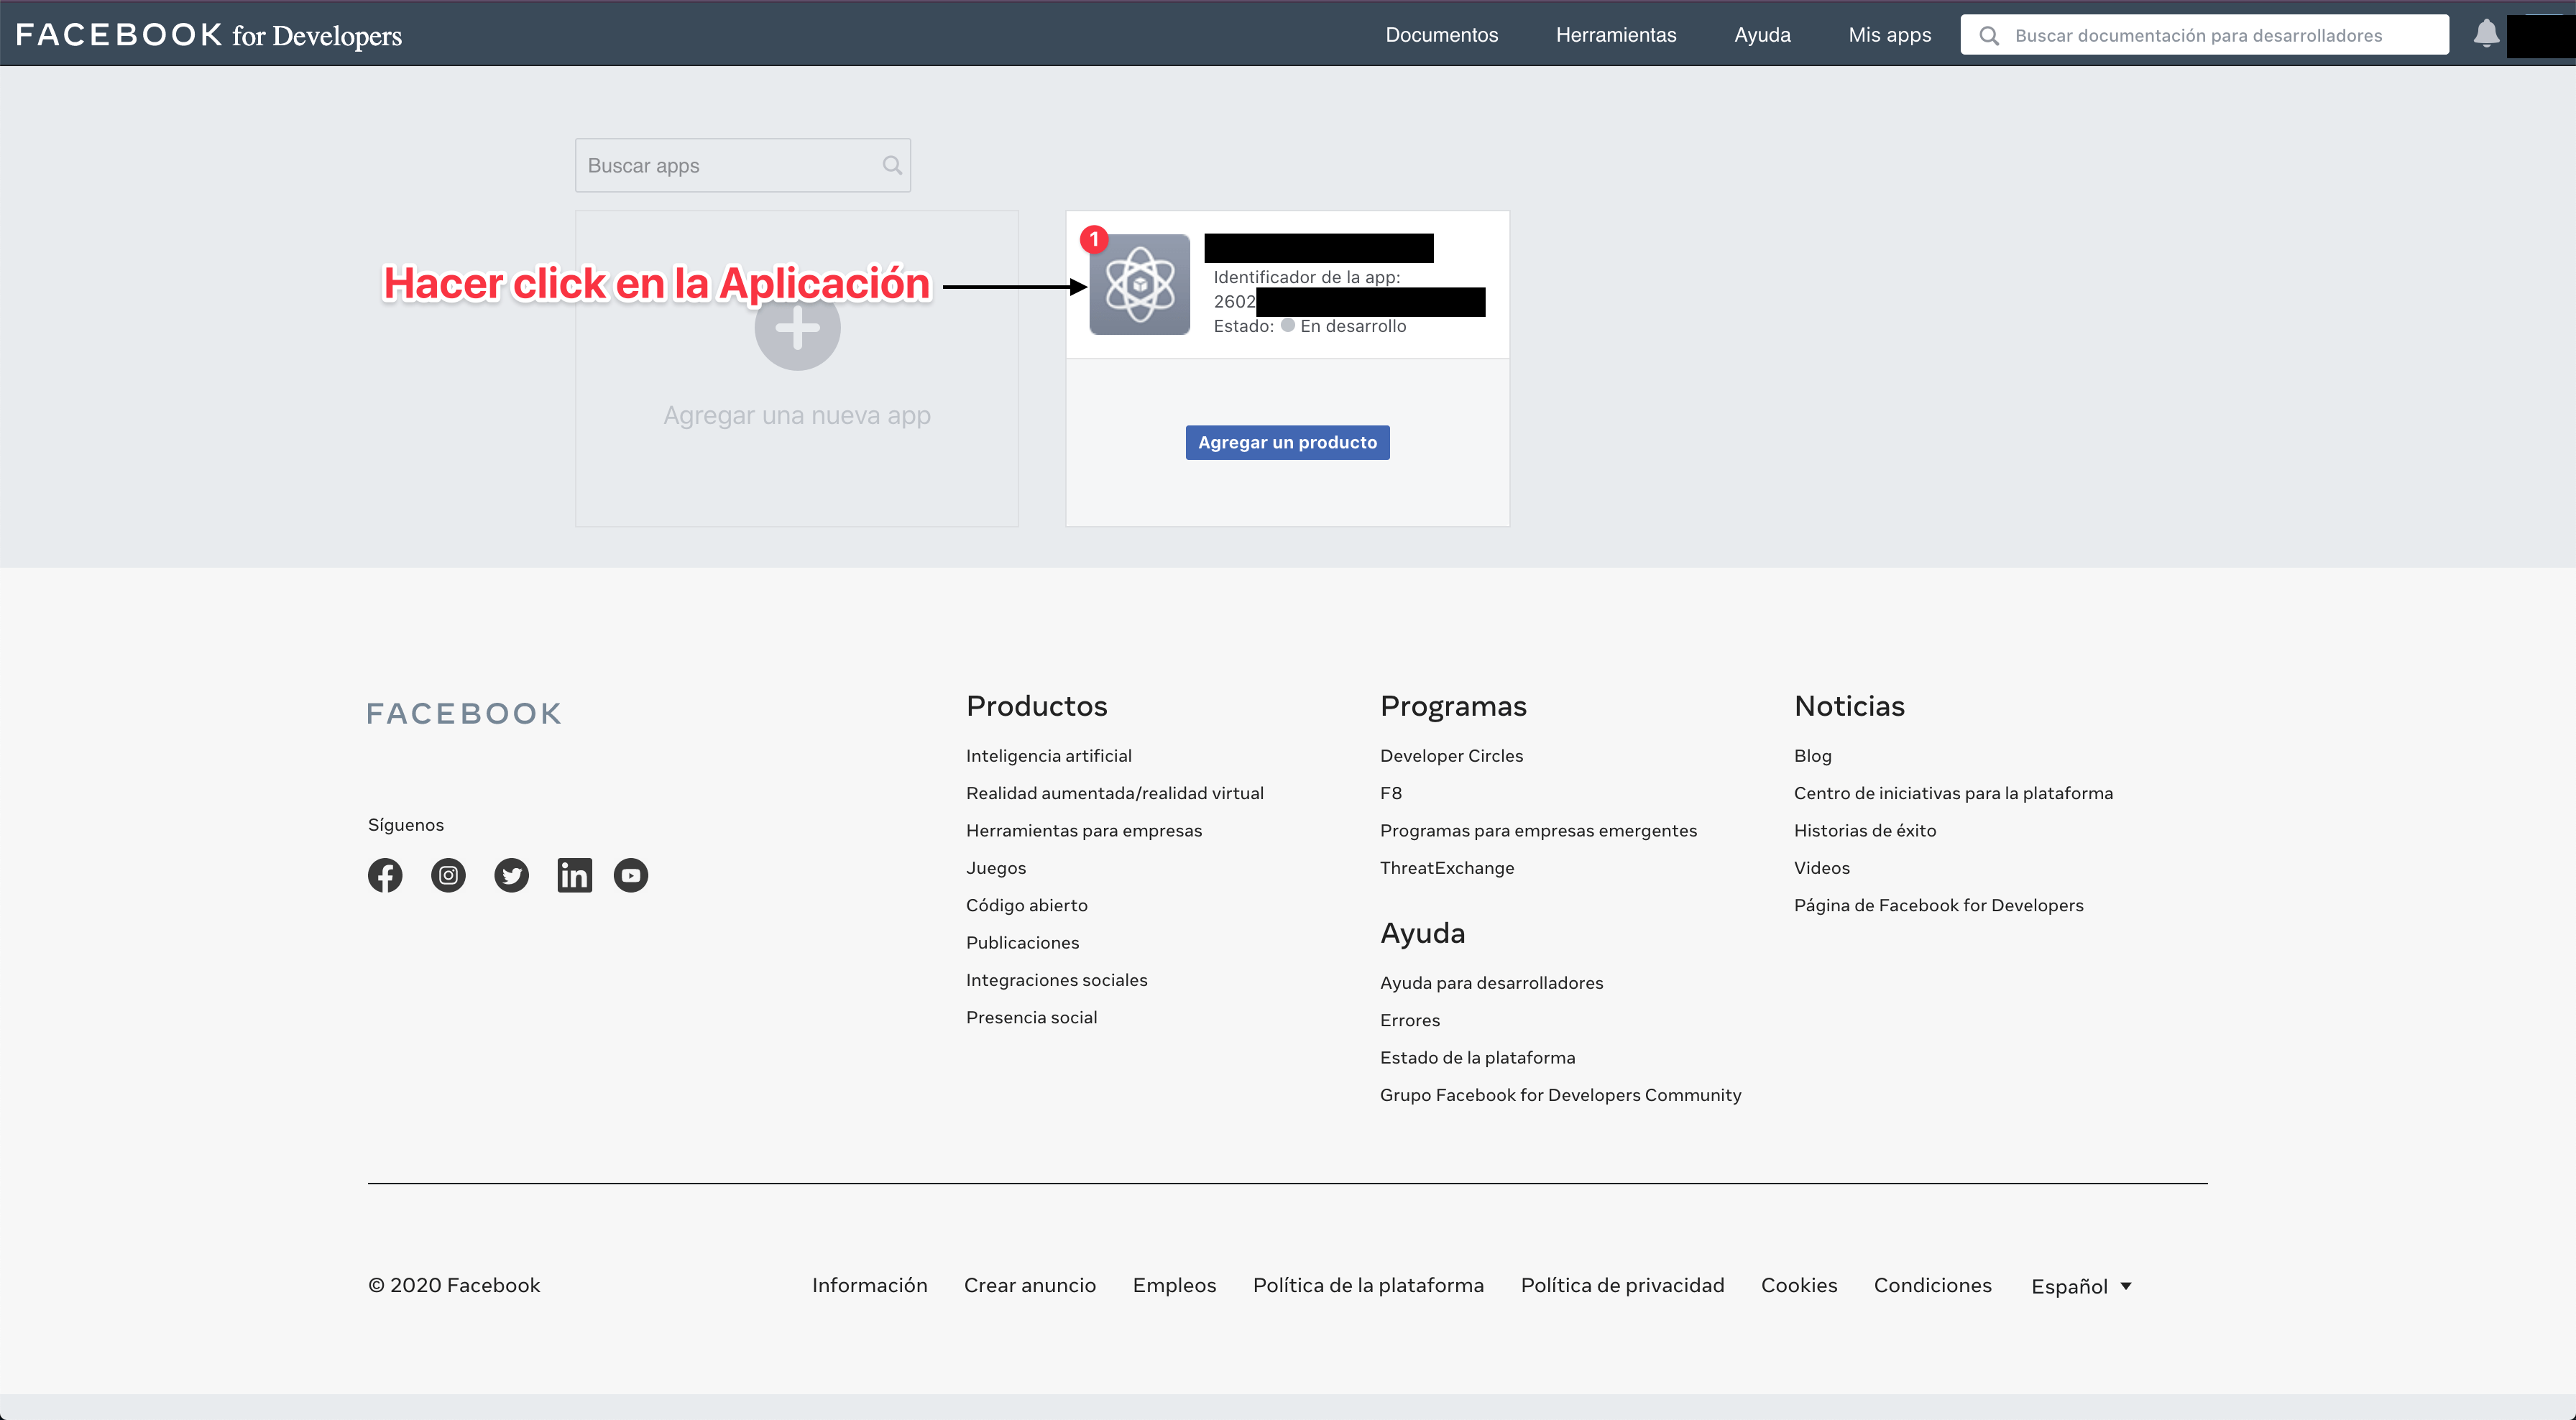 FACEBOOK for Developers
Documentos
Herramientas
Ayuda
Mis apps
Buscar documentación para desarrolladores
Buscar apps
Hacer click en la Aplicación
Agregar una nueva app
1
Identificador de la app:
2602
Estado: En desarrollo
Agregar un producto
FACEBOOK
Síguenos
Productos
Inteligencia artificial
Realidad aumentada/realidad virtual
Herramientas para empresas
Juegos
Código abierto
Publicaciones
Integraciones sociales
Presencia social
Programas
Developer Circles
F8
Programas para empresas emergentes
ThreatExchange
Ayuda
Ayuda para desarrolladores
Errores
Estado de la plataforma
Grupo Facebook for Developers Community
Noticias
Blog
Centro de iniciativas para la plataforma
Historias de éxito
Videos
Página de Facebook for Developers
© 2020 Facebook
Información
Crear anuncio
Empleos
Política de la plataforma
Política de privacidad
Cookies
Condiciones
Español